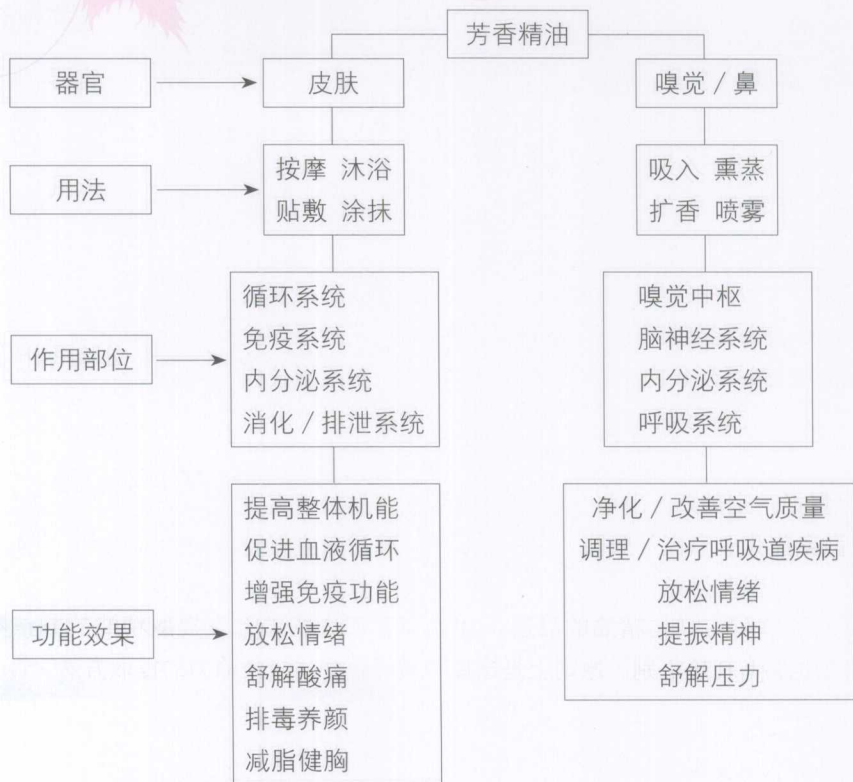 芳香精油
器官
皮肤
嗅� / 鼻
用法
按摩 沐浴
贴敷 涂抹
吸入 熏蒸
扩香 喷雾
作用部位
循环系统
免疫系统
内分泌系统
消化 / 排泄系统
嗅觉中枢
脑神经系统
内分泌系统
呼吸系统
功能效果
提高整体机能
促进血液循环
增强免疫功能
放松情绪
舒解酸痛
排毒养颜
减脂健胸
净化 / 改善空气质量
调理 / 治疗呼吸道疾病
放松情绪
提振精神
舒解压力